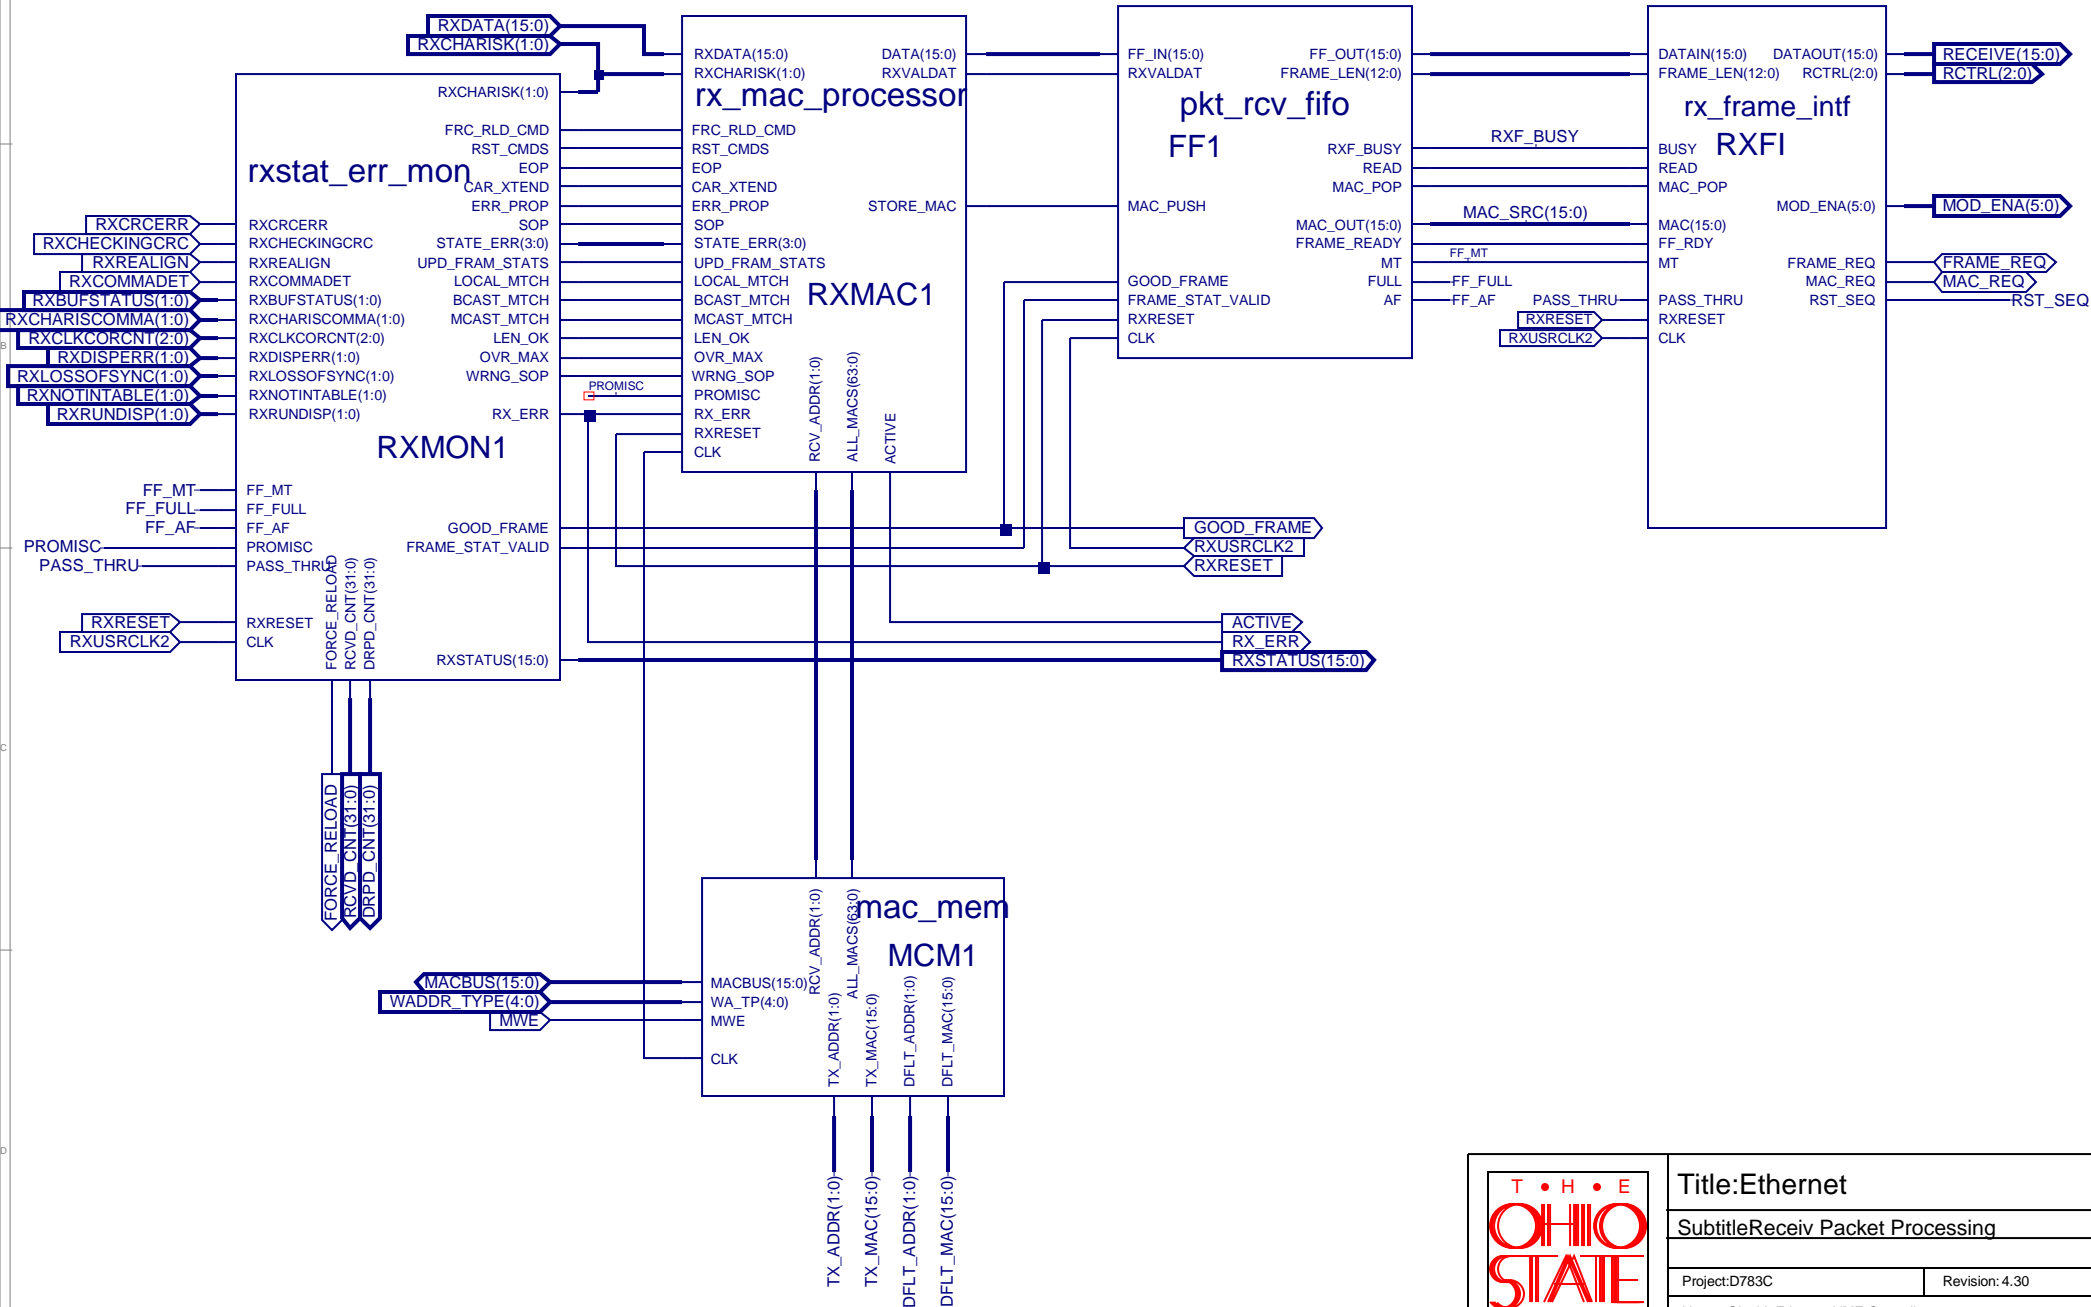 RXDATA(15:0)
RXCHARISK(1:0)
rxstat_err_mon
RXMON1
RXCHARISK(1:0)
FRC_RLD_CMD
RST_CMDS
EOP
CAR_XTEND
ERR_PROP
SOP
STATE_ERR(3:0)
UPD_FRAM_STATS
LOCAL_MTCH
BCAST_MTCH
MCAST_MTCH
LEN_OK
OVR_MAX
WRNG_SOP
RX_ERR
GOOD_FRAME
FRAME_STAT_VALID
RXSTATUS(15:0)
RXCRCERR
RXCHECKINGCRC
RXREALIGN
RXCOMMADET
RXBUFSTATUS(1:0)
RXCHARISCOMMA(1:0)
RXCLKCORCNT(2:0)
RXDISPERR(1:0)
RXLOSSOFSYNC(1:0)
RXNOTINTABLE(1:0)
RXRUNDISP(1:0)
FF_MT
FF_FULL
FF_AF
PROMISC
PASS_THRU
RXRESET
RXUSRCLK2
RXCRCERR
RXCHECKINGCRC
RXREALIGN
RXCOMMADET
RXBUFSTATUS(1:0)
RXCHARISCOMMA(1:0)
RXCLKCORCNT(2:0)
RXDISPERR(1:0)
RXLOSSOFSYNC(1:0)
RXNOTINTABLE(1:0)
RXRUNDISP(1:0)
FF_MT
FF_FULL
FF_AF
PROMISC
PASS_THRU
RXRESET
CLK
FORCE_RELOAD
RCVD_CNT(31:0)
DRPD_CNT(31:0)
FORCE_RELOAD
RCVD_CNT(31:0)
DRPD_CNT(31:0)
RXDATA(15:0)
RXCHARISK(1:0)
rx_mac_processor
RXMAC1
FRC_RLD_CMD
RST_CMDS
EOP
CAR_XTEND
ERR_PROP
SOP
STATE_ERR(3:0)
UPD_FRAM_STATS
LOCAL_MTCH
BCAST_MTCH
MCAST_MTCH
LEN_OK
OVR_MAX
WRNG_SOP
PROMISC
PROMISC
RX_ERR
RXRESET
CLK
DATA(15:0)
RXVALDAT
STORE_MAC
RCV_ADDR(1:0)
ALL_MACS(63:0)
ACTIVE
FF_IN(15:0)
RXVALDAT
pkt_rcv_fifo
FF1
MAC_PUSH
GOOD_FRAME
FRAME_STAT_VALID
RXRESET
CLK
FF_OUT(15:0)
FRAME_LEN(12:0)
RXF_BUSY
READ
MAC_POP
MAC_OUT(15:0)
FRAME_READY
MT
FULL
AF
RXF_BUSY
MAC_SRC(15:0)
FF_MT
FF_FULL
FF_AF
PASS_THRU
RXRESET
RXUSRCLK2
DATAIN(15:0)
FRAME_LEN(12:0)
rx_frame_intf
RXFI
BUSY
READ
MAC_POP
MAC(15:0)
FF_RDY
MT
PASS_THRU
RXRESET
CLK
DATAOUT(15:0)
RCTRL(2:0)
MOD_ENA(5:0)
FRAME_REQ
MAC_REQ
RST_SEQ
RECEIVE(15:0)
RCTRL(2:0)
MOD_ENA(5:0)
FRAME_REQ
MAC_REQ
RST_SEQ
GOOD_FRAME
RXUSRCLK2
RXRESET
ACTIVE
RX_ERR
RXSTATUS(15:0)
MACBUS(15:0)
WADDR_TYPE(4:0)
MWE
mac_mem
MCM1
MACBUS(15:0)
WA_TP(4:0)
MWE
CLK
RCV_ADDR(1:0)
ALL_MACS(63:0)
TX_ADDR(1:0)
TX_MAC(15:0)
DFLT_ADDR(1:0)
DFLT_MAC(15:0)
TX_ADDR(1:0)
TX_MAC(15:0)
DFLT_ADDR(1:0)
DFLT_MAC(15:0)
B
C
D
T • H • E
OHIO
STATE
Title:Ethernet
SubtitleReceiv Packet Processing
Project:D783C
Revision: 4.30